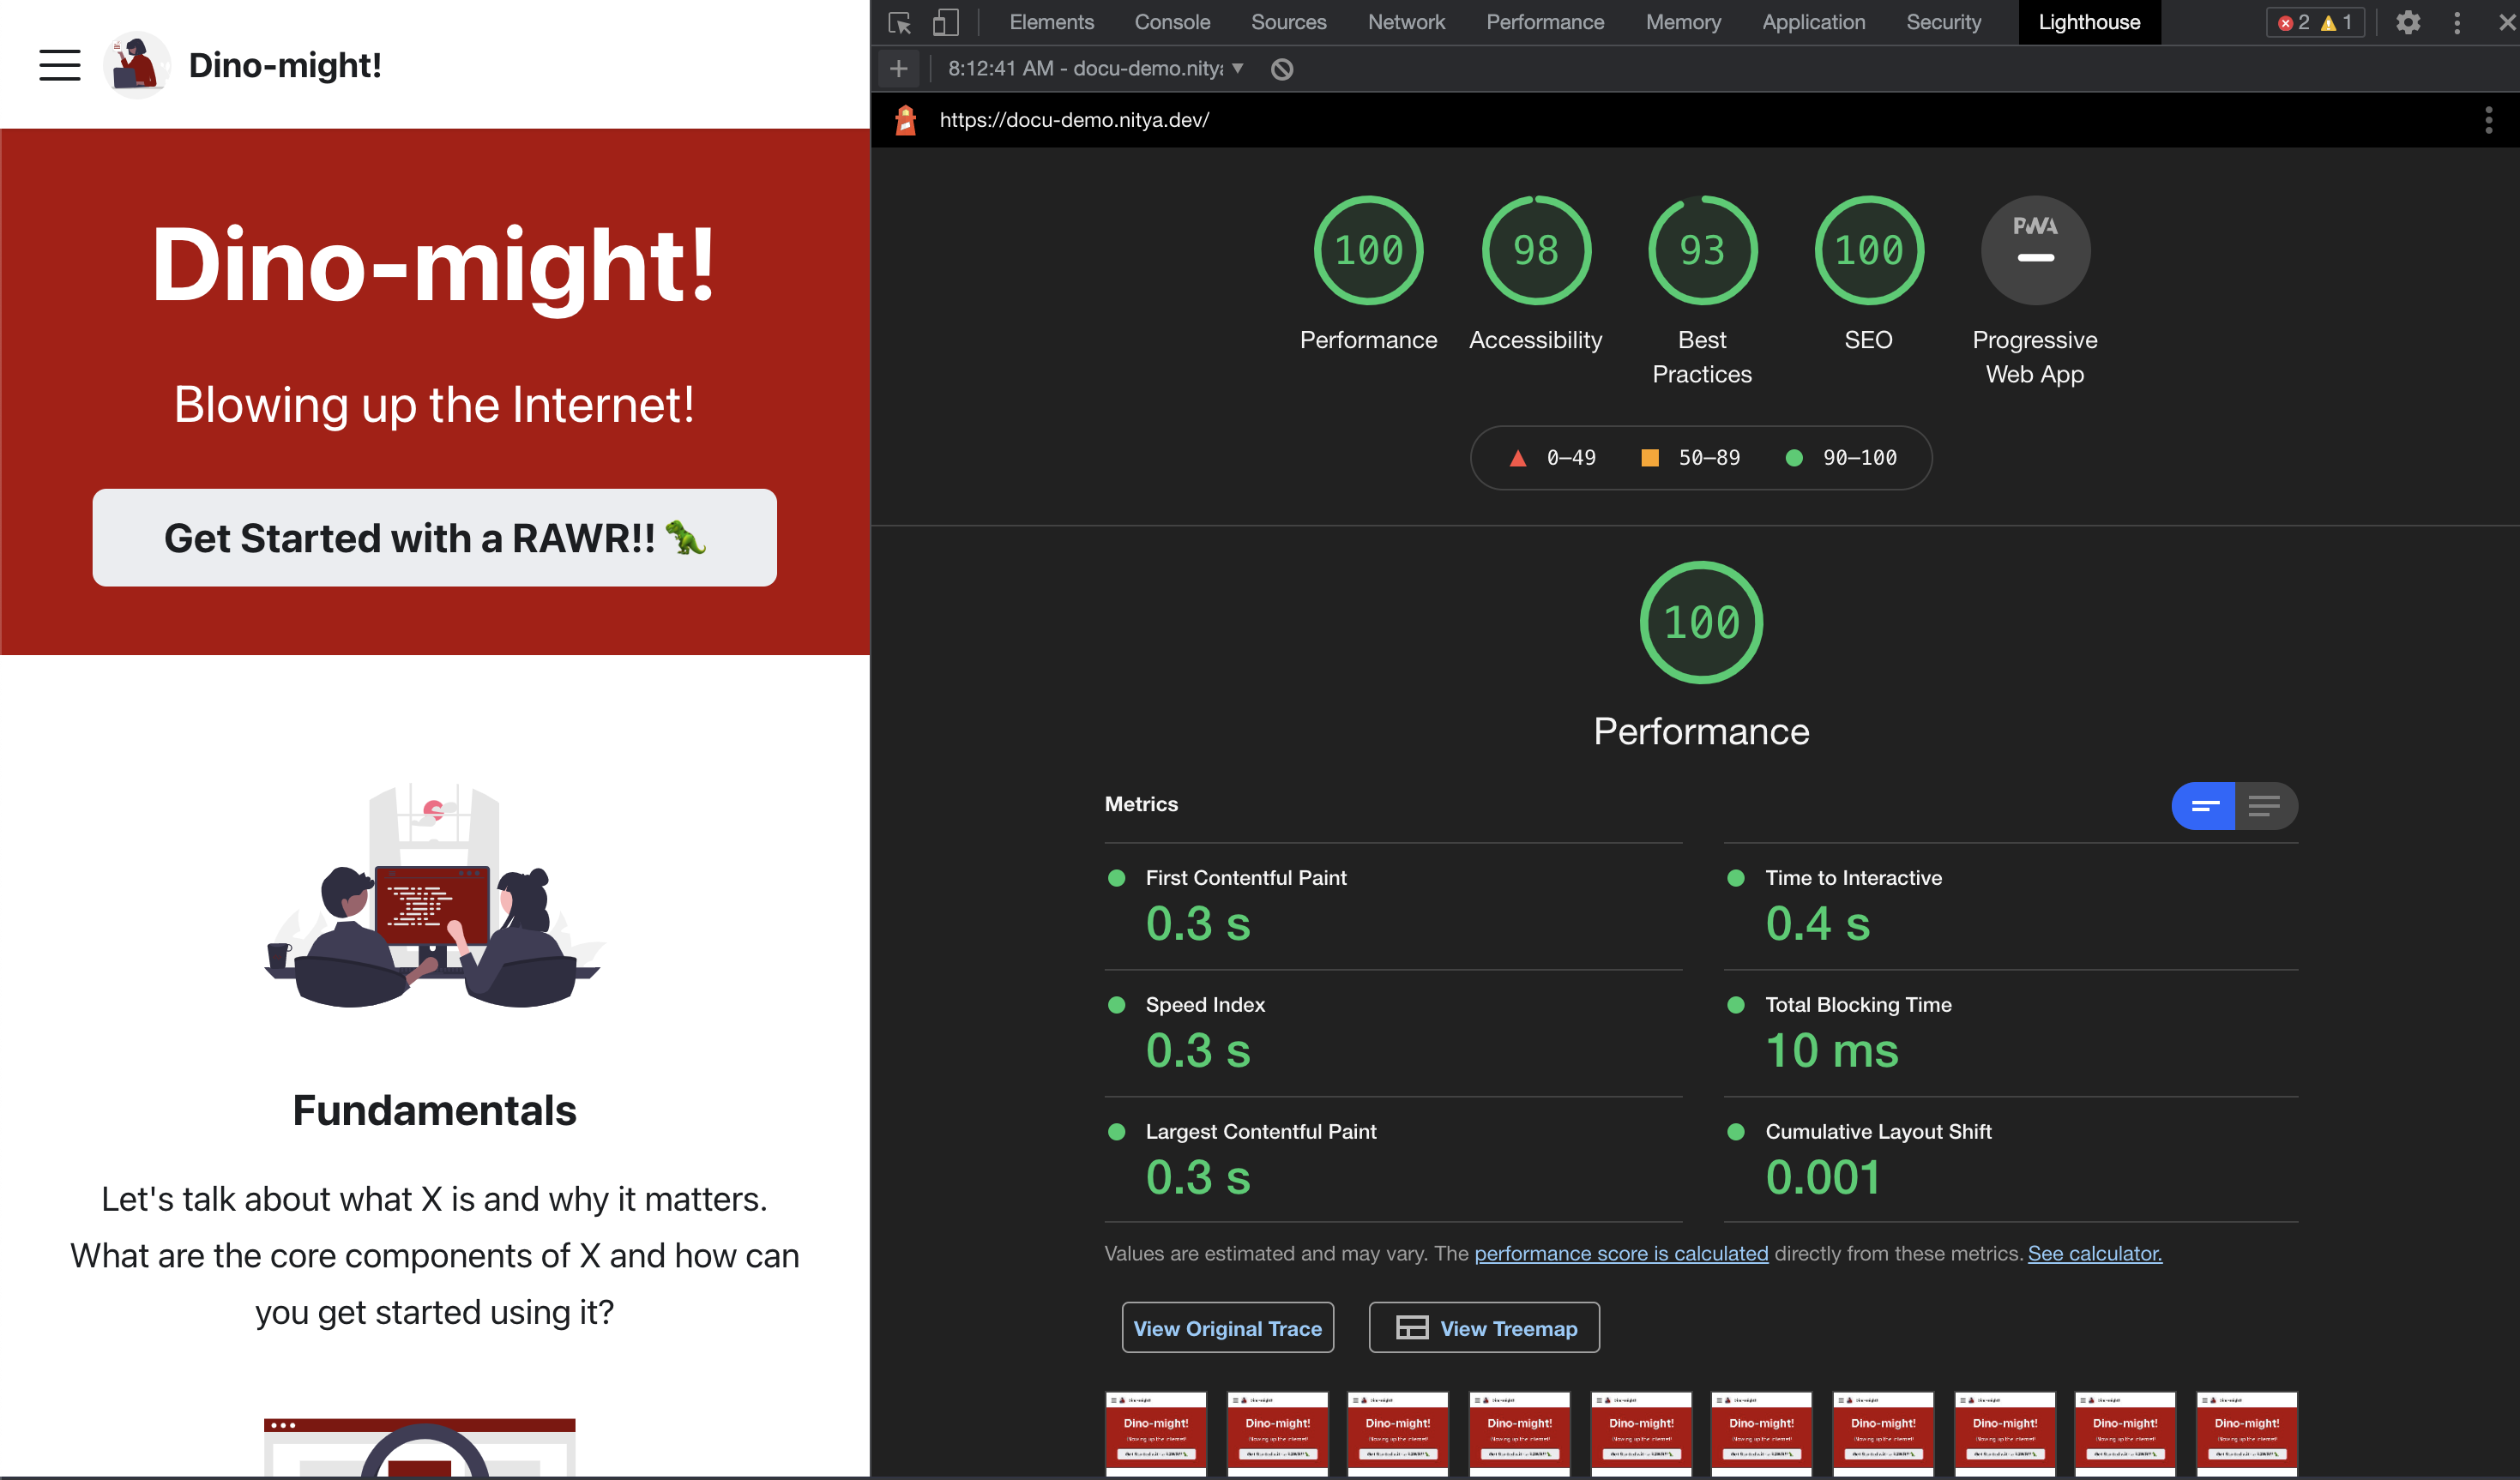 Dino-might!
Dino-might!
Blowing up the Internet!
Get Started with a RAWR!! 🦖
Fundamentals
Let's talk about what X is and why it matters.
What are the core components of X and how can
you get started using it?
Elements Console Sources Network Performance Memory Application Security Lighthouse 2 1
8:12:41 AM - docu-demo.nitya
https://docu-demo.nitya.dev/
100 98 93 100 PWA
Performance Accessibility Best Practices SEO Progressive Web App
0–49 50–89 90–100
100
Performance
Metrics
First Contentful Paint
0.3 s
Time to Interactive
0.4 s
Speed Index
0.3 s
Total Blocking Time
10 ms
Largest Contentful Paint
0.3 s
Cumulative Layout Shift
0.001
Values are estimated and may vary. The performance score is calculated directly from these metrics. See calculator.
View Original Trace View Treemap
Dino-might! Dino-might! Dino-might! Dino-might! Dino-might! Dino-might! Dino-might! Dino-might! Dino-might! Dino-might!